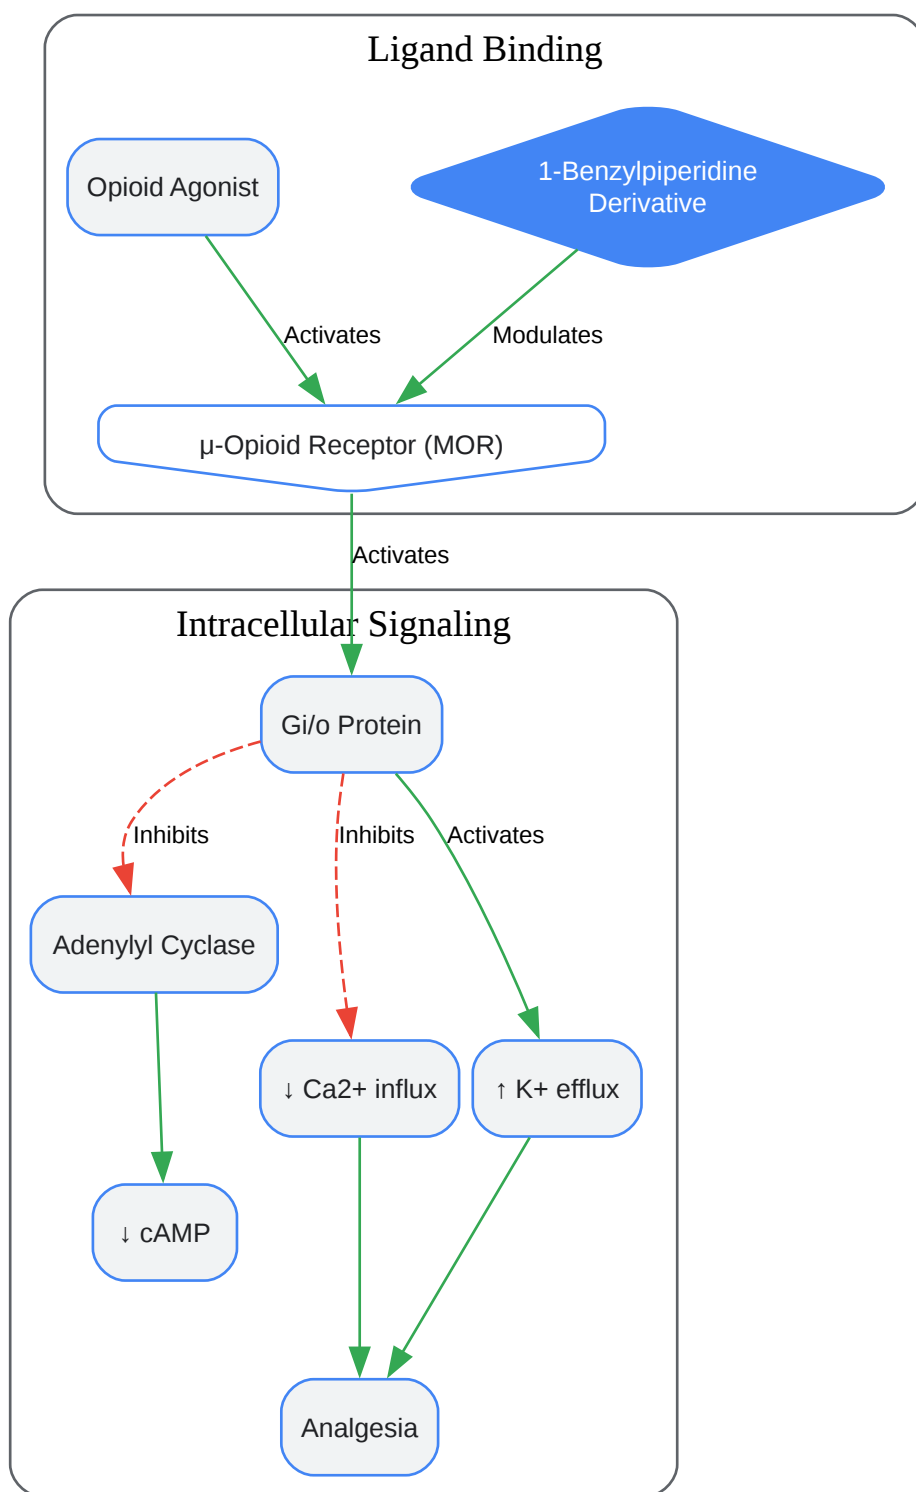 Ligand Binding
Opioid Agonist
1-Benzylpiperidine
Derivative
Activates
Modulates
μ-Opioid Receptor (MOR)
Activates
Intracellular Signaling
Gi/o Protein
Inhibits
Inhibits
Activates
Adenylyl Cyclase
↓ Ca2+ influx
↑ K+ efflux
↓ cAMP
Analgesia